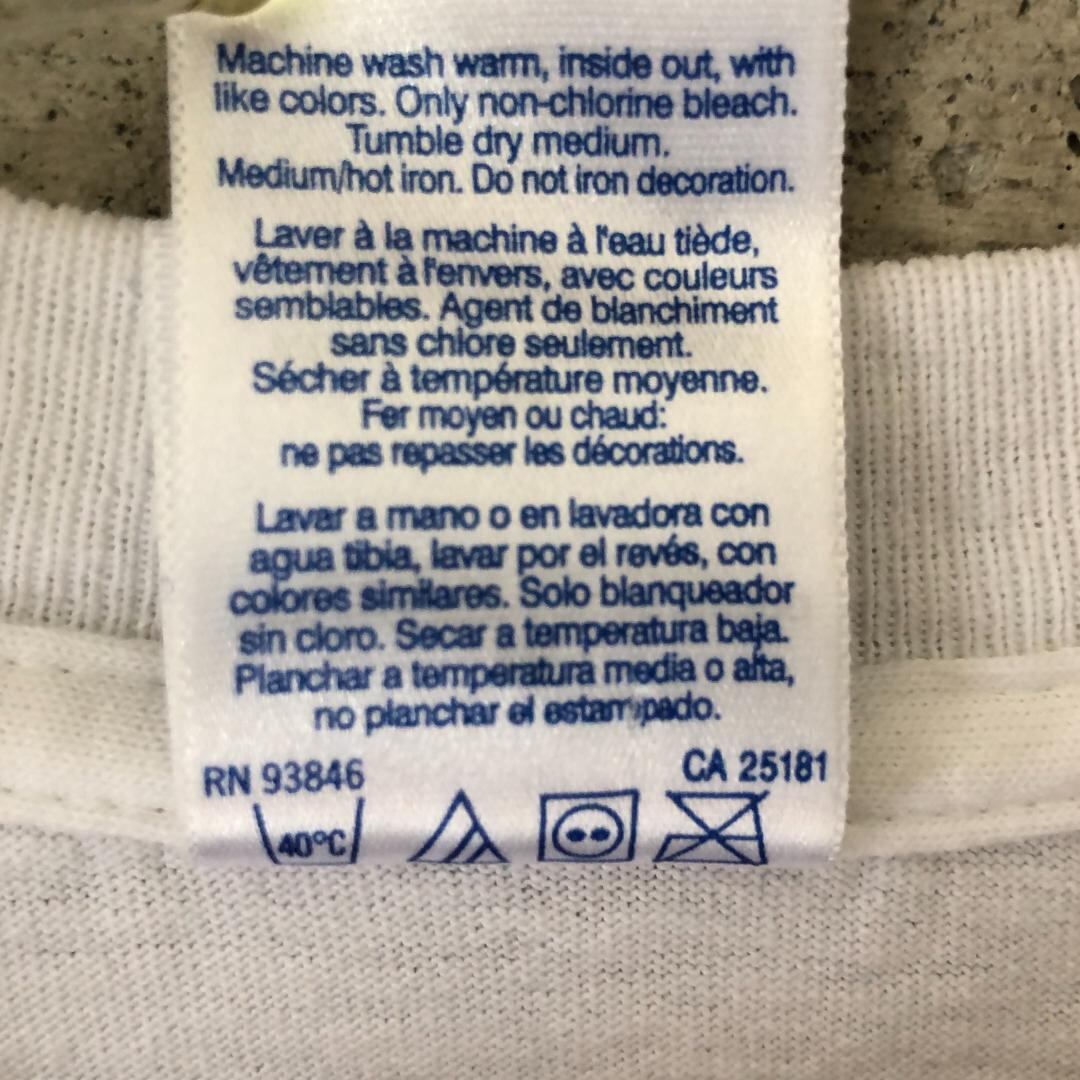 Machine wash warm, inside out, with
like colors. Only non-chlorine bleach.
Tumble dry medium.
Medium/hot iron. Do not iron decoration.
Laver à la machine à l'eau tiède,
vêtement à l'envers, avec couleurs
semblables. Agent de blanchiment
sans chlore seulement.
Sécher à température moyenne.
Fer moyen ou chaud:
ne pas repasser les décorations.
Lavar a mano o en lavadora con
agua tibia, lavar por el revés, con
colores similares. Solo blanqueador
sin cloro. Secar a temperatura baja.
Planchar a temperatura media o alta,
no planchar el estampado.
RN 93846 CA 25181
40°C